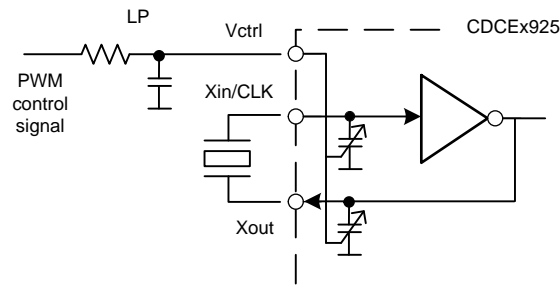 LP
Vctrl
CDCEx925
PWM
control
signal
Xin/CLK
Xout